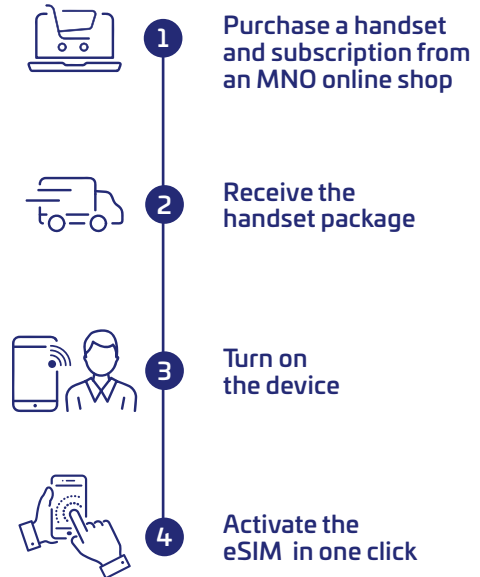 1
Purchase a handset
and subscription from
an MNO online shop
2
Receive the
handset package
3
Turn on
the device
4
Activate the
eSIM in one click